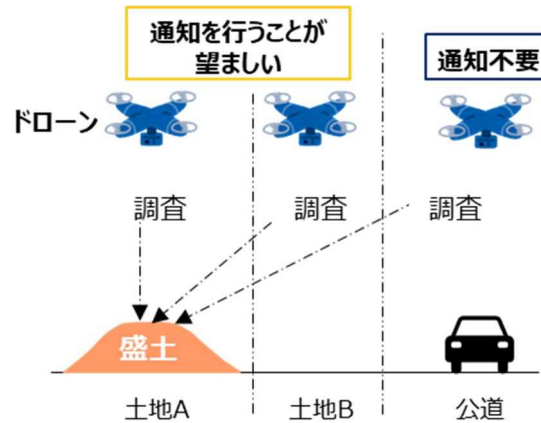 通知を行うことが
望ましい
通知不要
ドローン
調査
調査
調査
盛土
土地A
土地B
公道